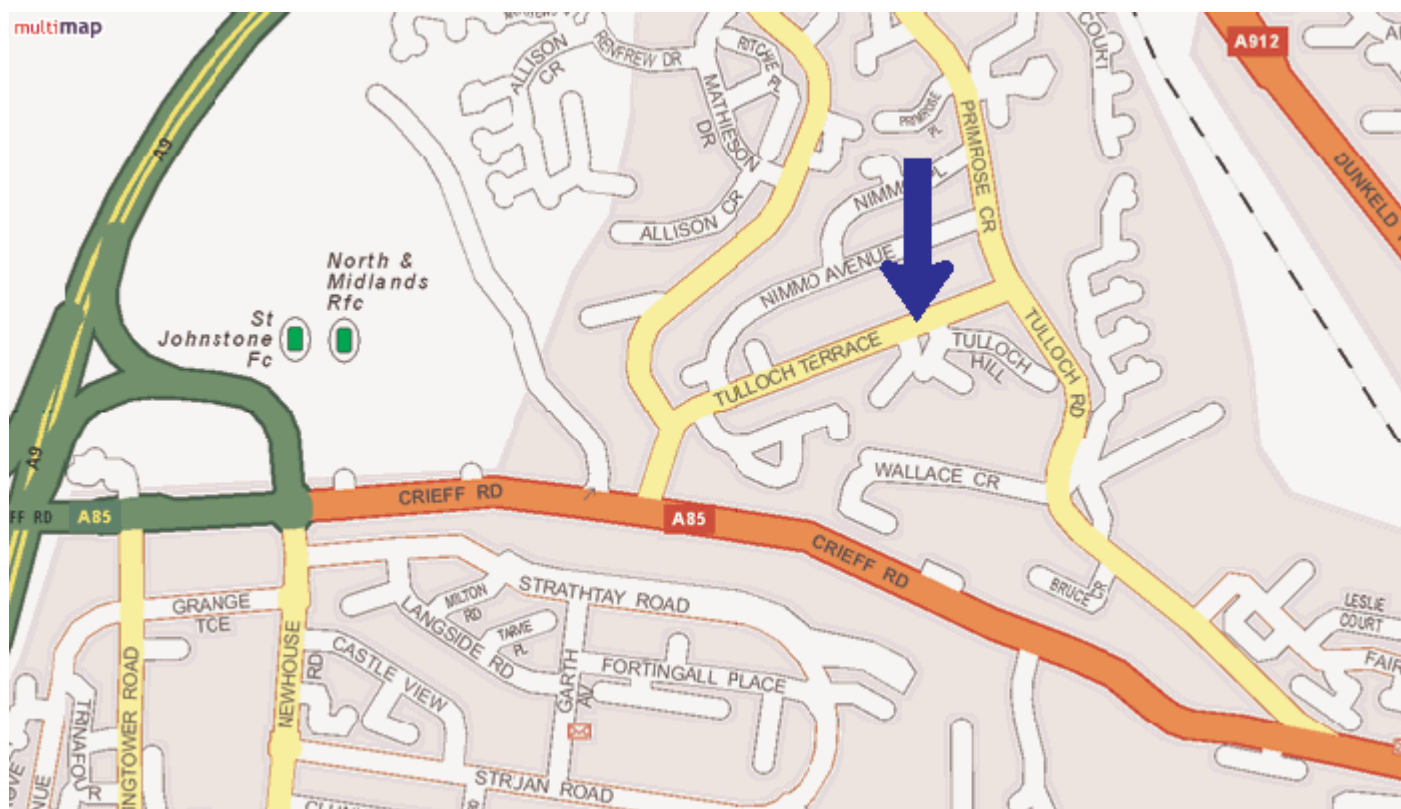 multimap
A9
A9
St
Johnstone
Fc
North &
Midlands
Rfc
ALLISON
CR
RENFREW DR
RITCHIE PL
MATHIESON
DR
ALLISON CR
PRIMROSE
PL
PRIMROSE CR
COURT
A912
DUNKELD
NIMMO PL
NIMMO AVENUE
TULLOCH TERRACE
TULLOCH
HILL
TULLOCH RD
WALLACE CR
FF RD
A85
CRIEFF RD
A85
CRIEFF RD
BRUCE CR
LESLIE
COURT
FAIR
GRANGE
TCE
NEWHOUSE
RD
STRATHTAY ROAD
MILTON
RD
LANGSIDE RD
TARVIE
PL
CASTLE VIEW
GARTH
AV
FORTINGALL PLACE
TRINAFOUR
INGTOWER ROAD
STRJAN ROAD